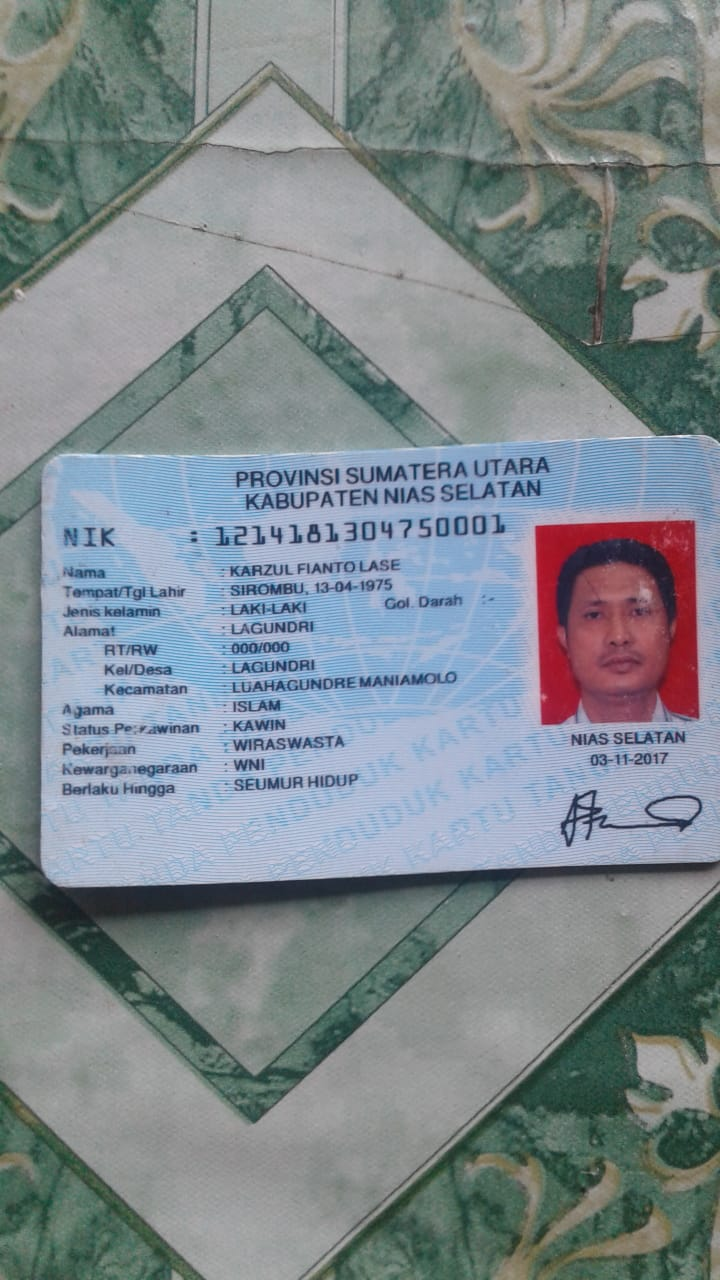 PROVINSI SUMATERA UTARA
KABUPATEN NIAS SELATAN
NIK : 1214181304750001
Nama : KARZUL FIANTO LASE
Tempat/Tgl Lahir : SIROMBU, 13-04-1975
Jenis kelamin : LAKI-LAKI Gol. Darah :-
Alamat : LAGUNDRI
RT/RW : 000/000
Kel/Desa : LAGUNDRI
Kecamatan : LUAHAGUNDRE MANIAMOLO
Agama : ISLAM
Status Perkawinan : KAWIN
Pekerjaan : WIRASWASTA
Kewarganegaraan : WNI
Berlaku Hingga : SEUMUR HIDUP
NIAS SELATAN
03-11-2017